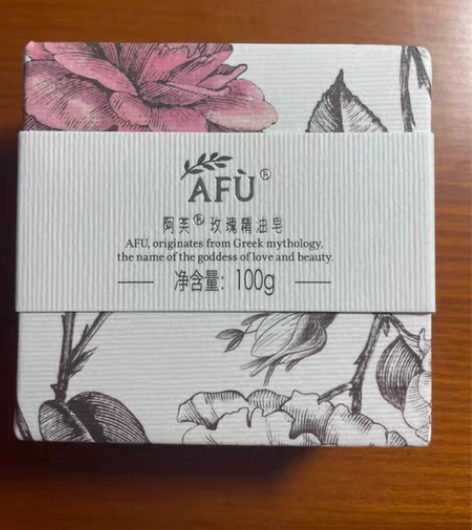 AFÙ®
阿芙®玫瑰精油皂
AFU, originates from Greek mythology,
the name of the goddess of love and beauty.
净含量: 100g